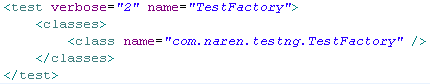 <test verbose="2" name="TestFactory">
<classes>
<class name="com.naren.testng.TestFactory" />
</classes>
</test>